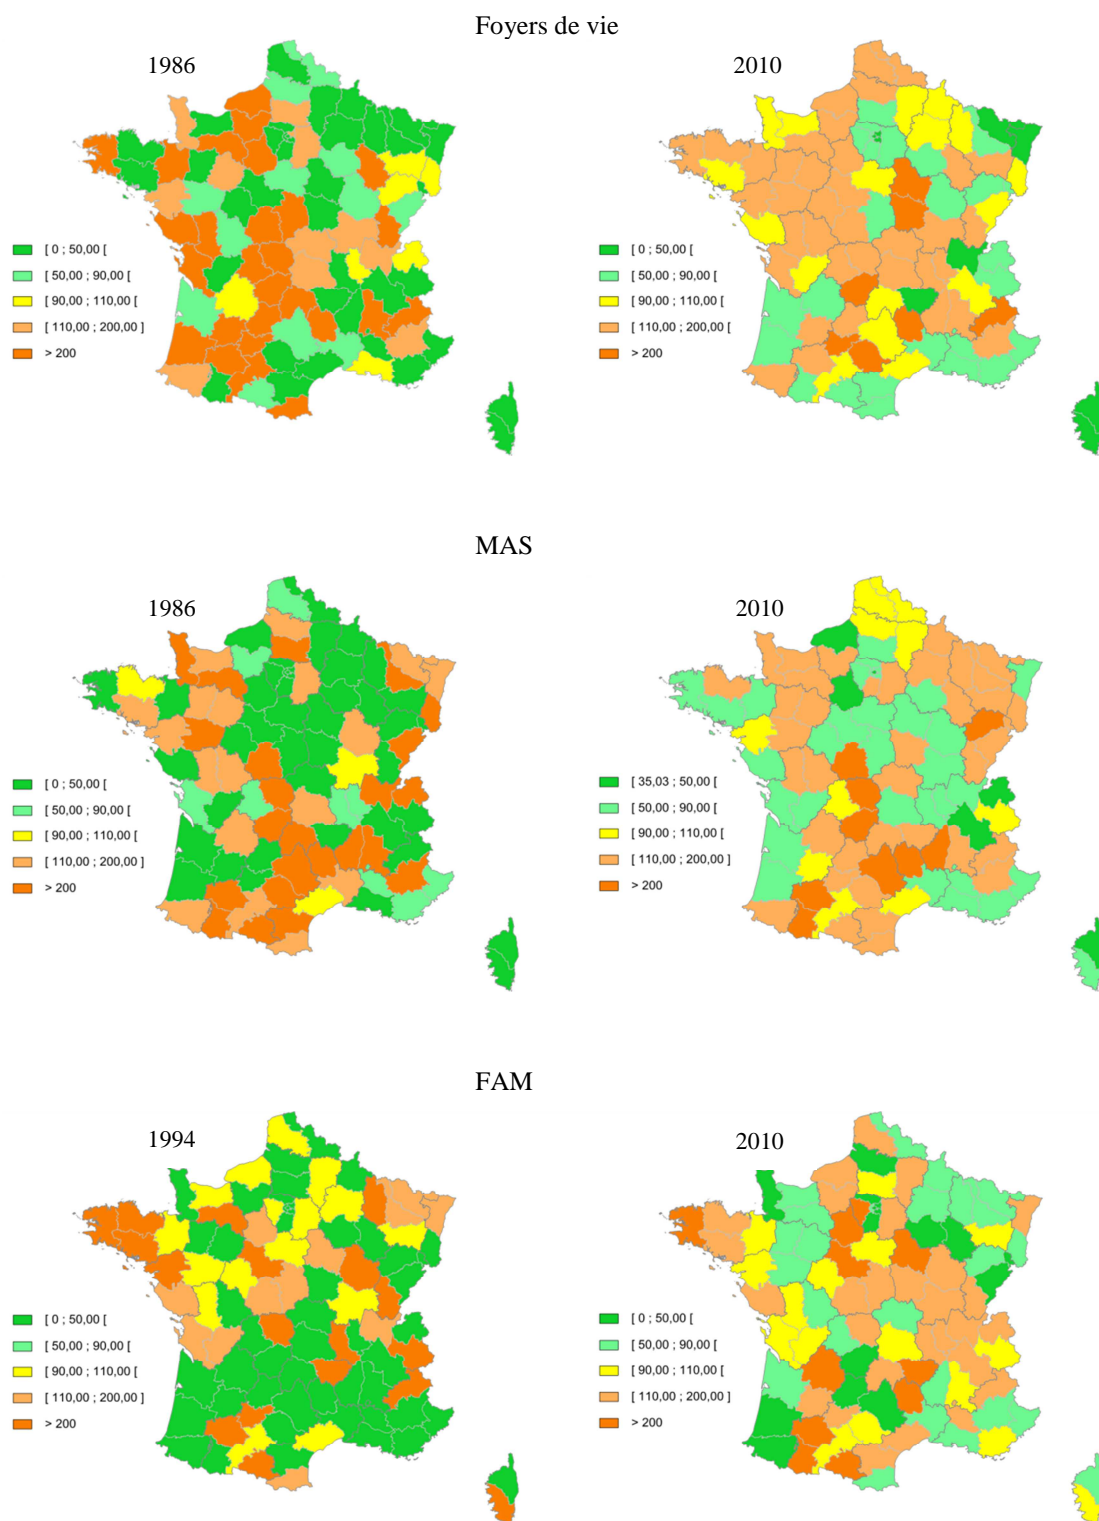 Foyers de vie
1986
2010
[ 0 ; 50,00 [
[ 50,00 ; 90,00 [
[ 90,00 ; 110,00 [
[ 110,00 ; 200,00 ]
> 200
[ 0 ; 50,00 [
[ 50,00 ; 90,00 [
[ 90,00 ; 110,00 [
[ 110,00 ; 200,00 [
> 200
MAS
1986
2010
[ 0 ; 50,00 [
[ 50,00 ; 90,00 [
[ 90,00 ; 110,00 [
[ 110,00 ; 200,00 ]
> 200
[ 35,03 ; 50,00 [
[ 50,00 ; 90,00 [
[ 90,00 ; 110,00 [
[ 110,00 ; 200,00 ]
> 200
FAM
1994
2010
[ 0 ; 50,00 [
[ 50,00 ; 90,00 [
[ 90,00 ; 110,00 [
[ 110,00 ; 200,00 ]
> 200
[ 0 ; 50,00 [
[ 50,00 ; 90,00 [
[ 90,00 ; 110,00 [
[ 110,00 ; 200,00 ]
> 200